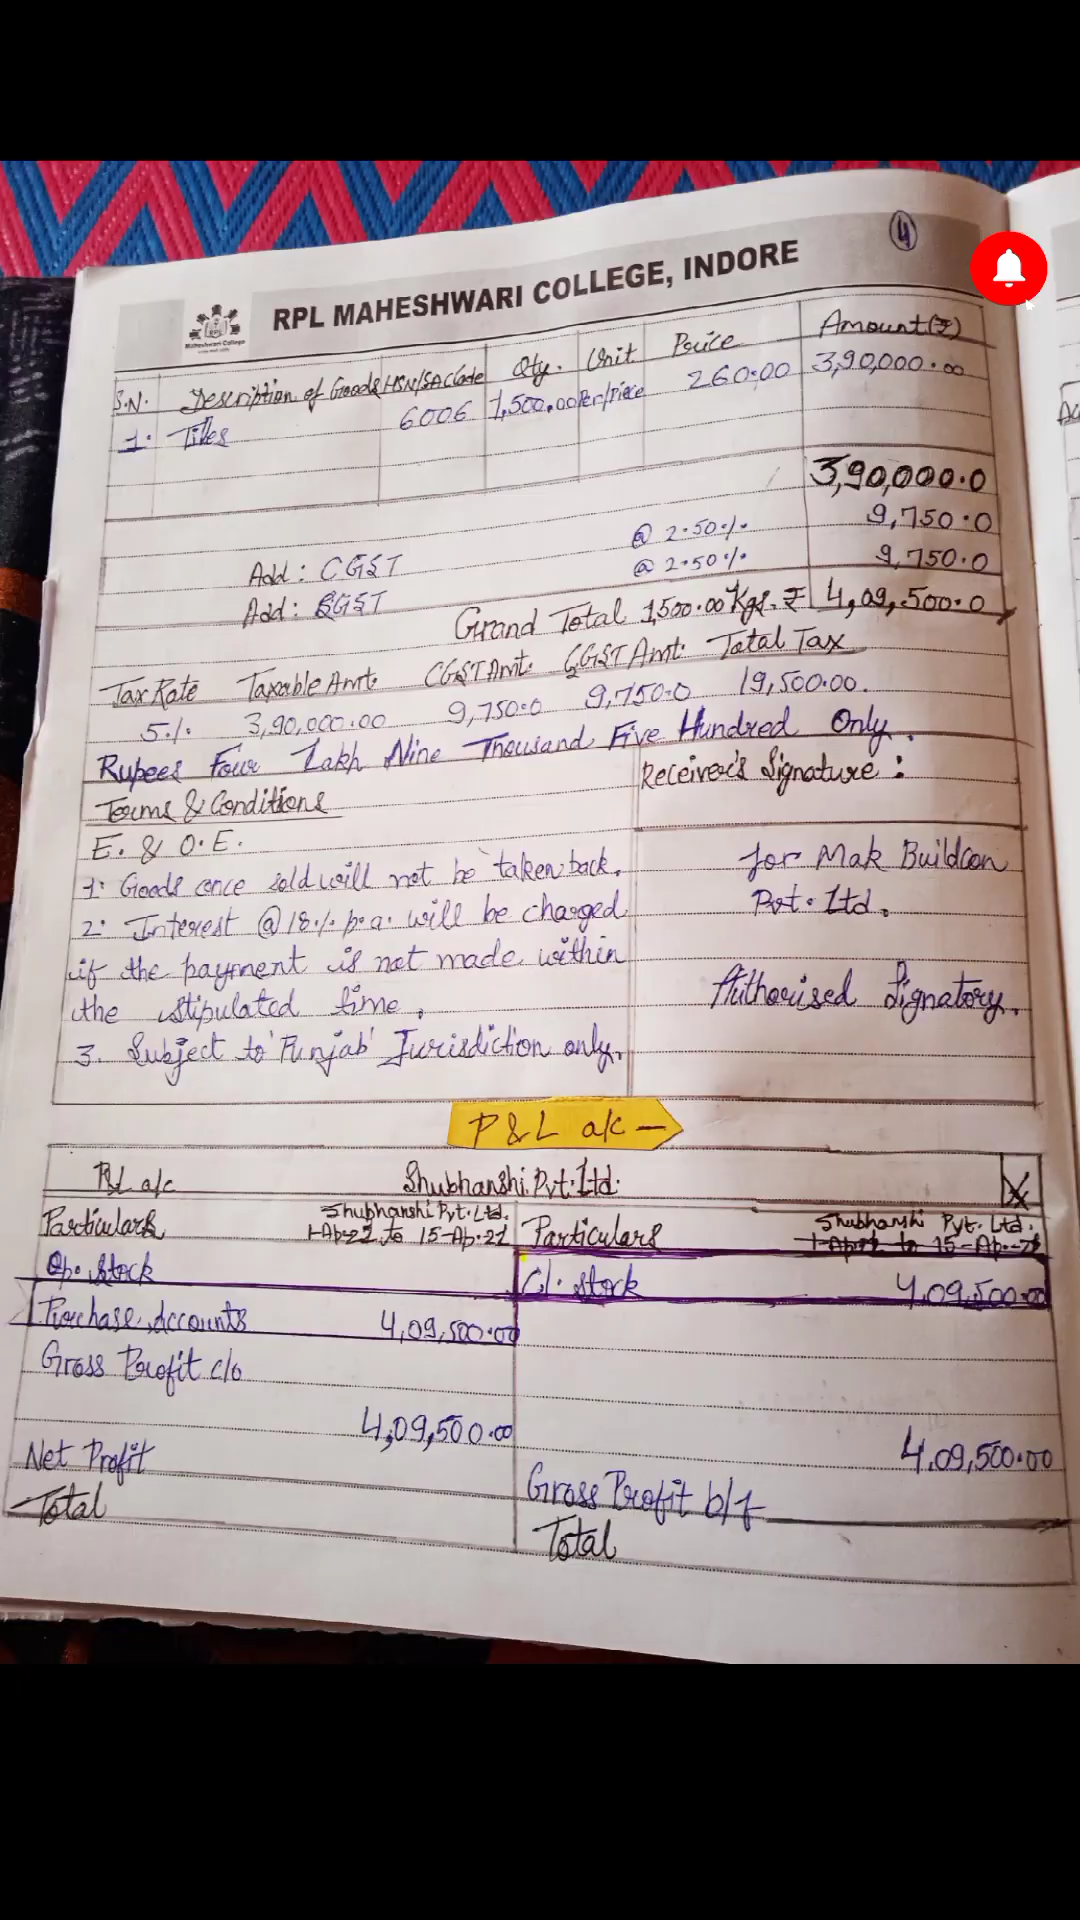 4
RPL MAHESHWARI COLLEGE, INDORE
Maheshwari College
S.N. Description of Goods HSN/SAC Code Qty. Unit Price Amount(₹)
1. Tiles 6006 1,500.00 Per/Piece 260.00 3,90,000.00
3,90,000.0
Add: CGST @ 2.50% 9,750.0
Add: SGST @ 2.50% 9,750.0
Grand Total 1,500.00 Kgs. ₹ 4,09,500.0
Tax Rate Taxable Amt. CGST Amt. SGST Amt. Total Tax
5% 3,90,000.00 9,750.0 9,750.0 19,500.00.
Rupees Four Lakh Nine Thousand Five Hundred Only.
Terms & Conditions
Receiver's Signature :
E. & O.E.
1. Goods once sold will not be taken back.
2. Interest @ 18% p.a. will be charged
if the payment is not made within
the stipulated time.
3. Subject to 'Punjab' Jurisdiction only.
for Mak Buildcon
Pvt. Ltd.
Authorised Signatory.
P&L a/c —
P&L a/c Shubhanshi Pvt. Ltd. X
Particulars Shubhanshi Pvt. Ltd. Particulars Shubhanshi Pvt. Ltd.
1-Ap-22 to 15-Ap-22 1-Ap-22 to 15-Ap-22
Op. Stock Cl. Stock 4,09,500.00
Purchase Accounts 4,09,500.00
Gross Profit c/o
4,09,500.00 4,09,500.00
Net Profit Gross Profit b/f
Total Total